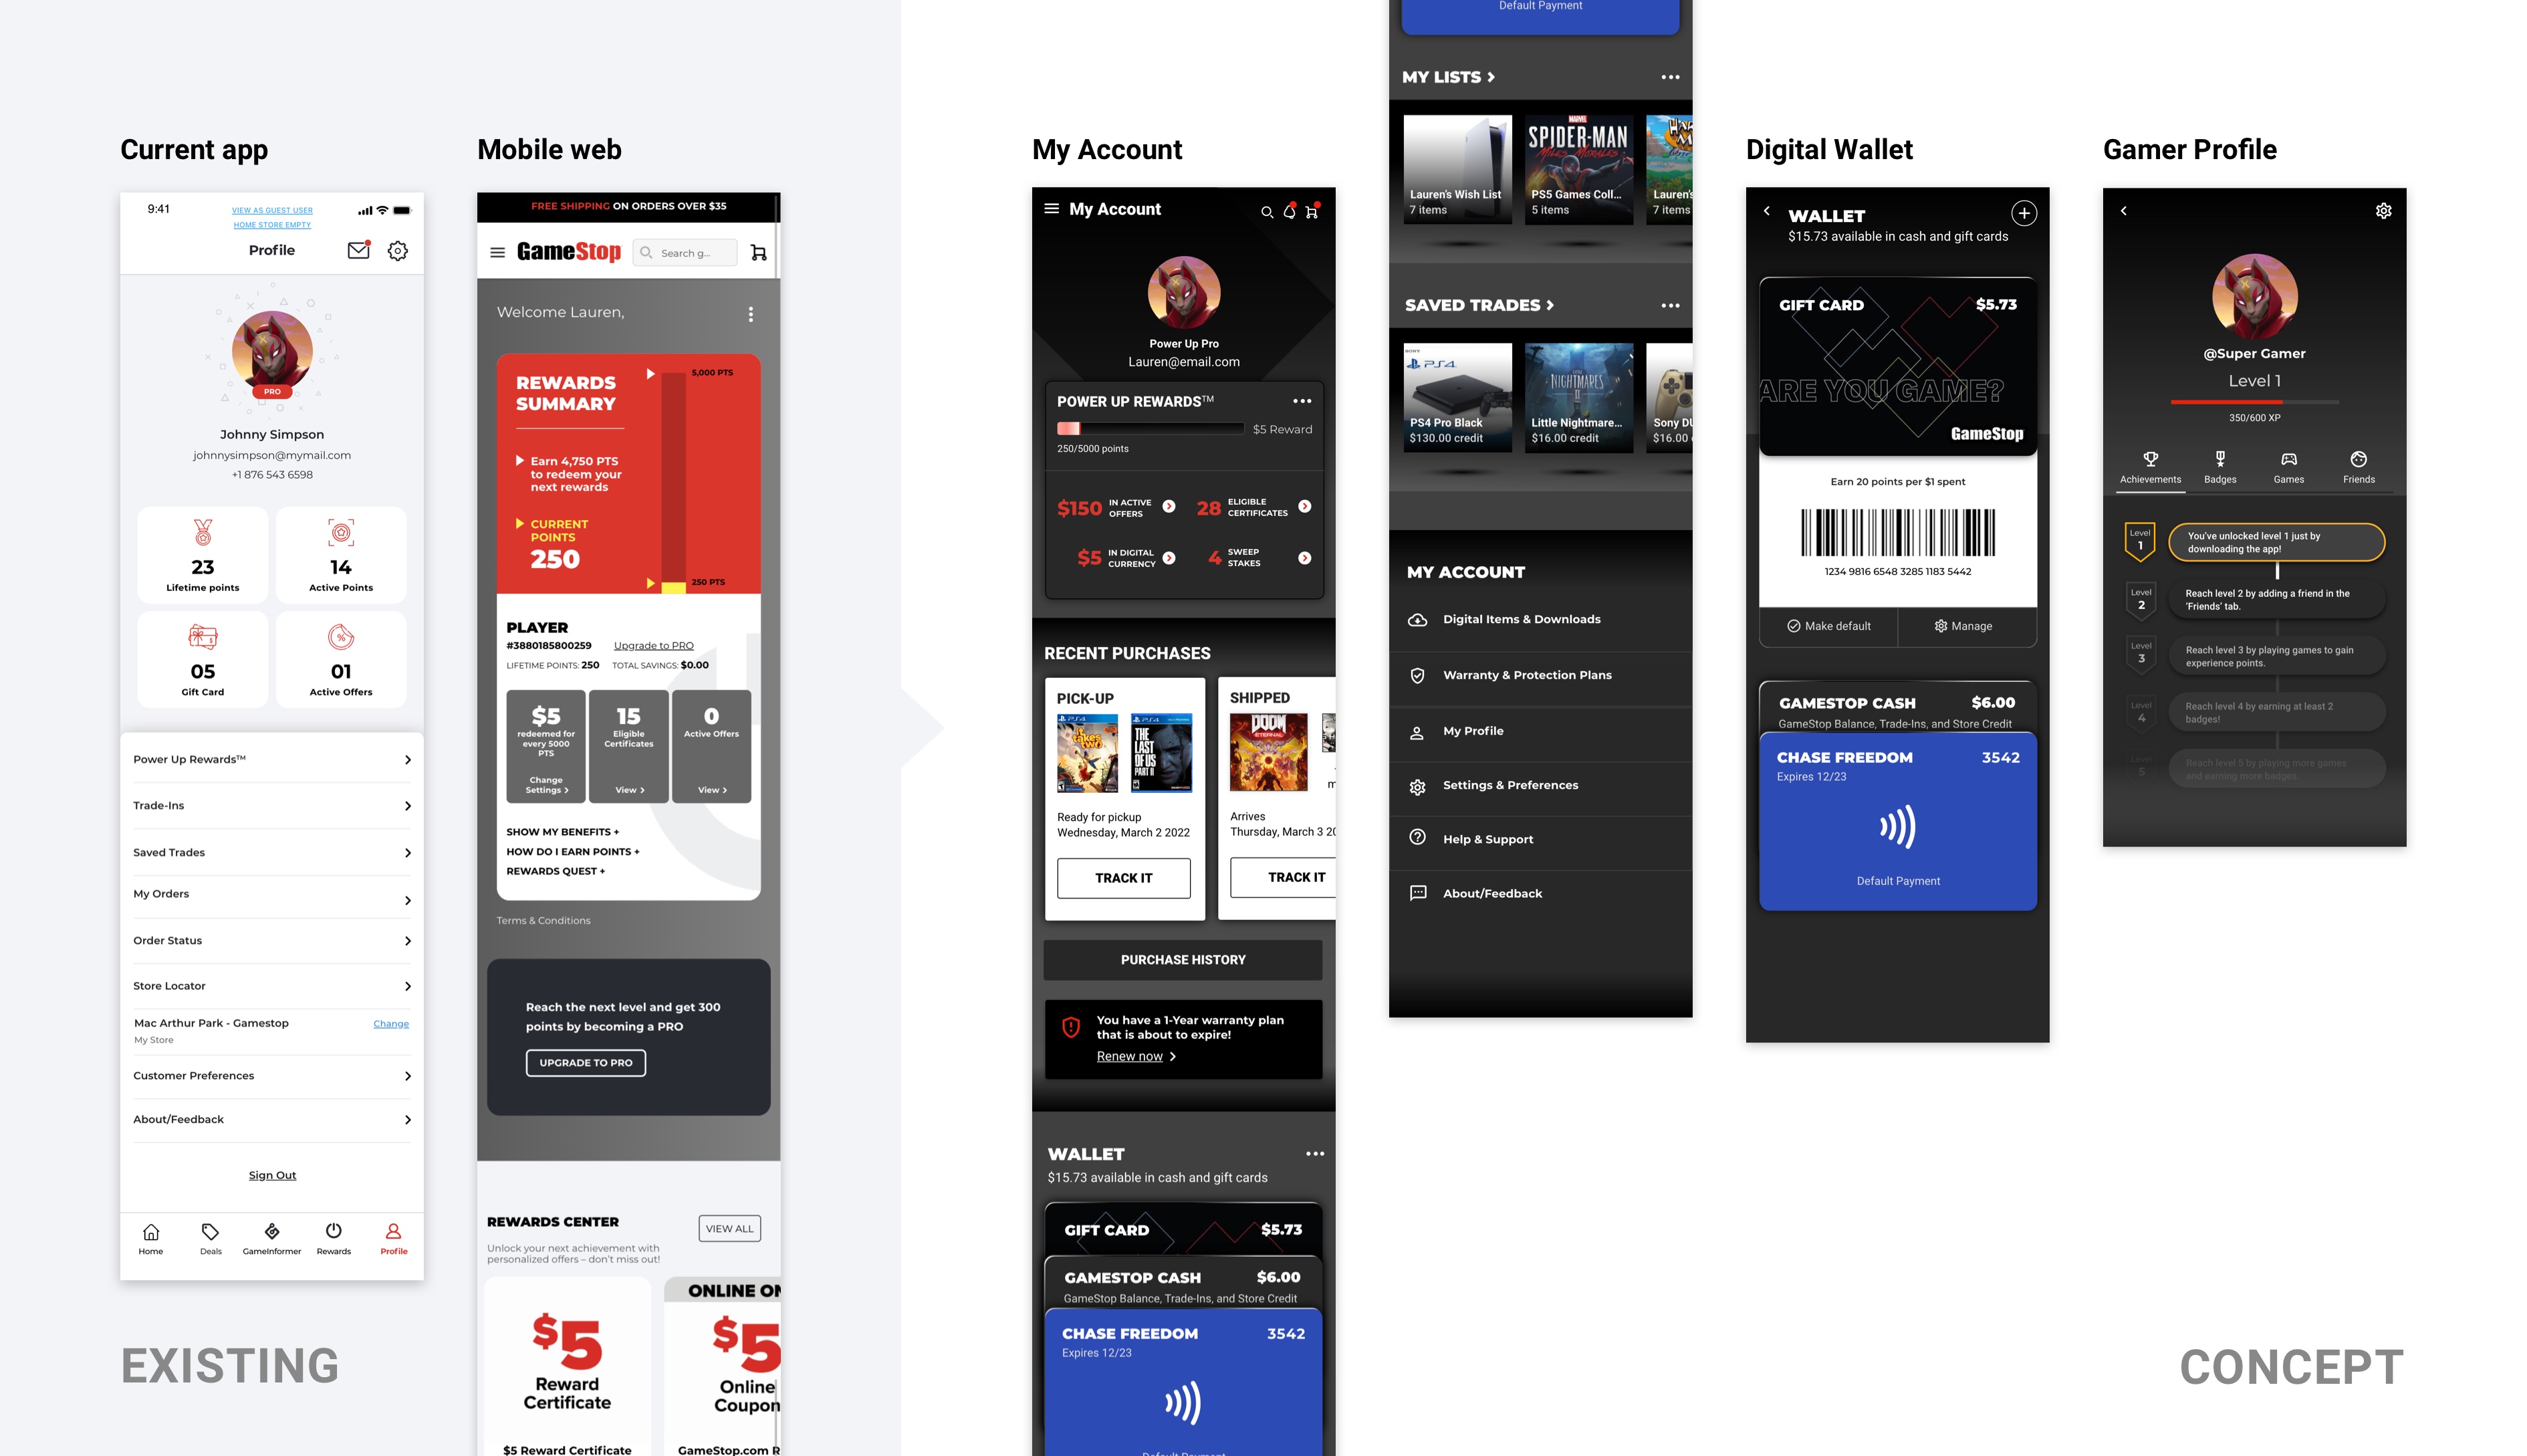 Current app
9:41
VIEW AS GUEST USER
HOME STORE EMPTY
Profile
PRO
Johnny Simpson
johnnysimpson@mymail.com
+1 876 543 6598
23
Lifetime points
14
Active Points
05
Gift Card
01
Active Offers
Power Up Rewards™
Trade-Ins
Saved Trades
My Orders
Order Status
Store Locator
Mac Arthur Park - Gamestop
Change
My Store
Customer Preferences
About/Feedback
Sign Out
Home
Deals
GameInformer
Rewards
Profile
EXISTING
Mobile web
FREE SHIPPING ON ORDERS OVER $35
GameStop
Search g...
Welcome Lauren,
REWARDS
SUMMARY
5,000 PTS
Earn 4,750 PTS
to redeem your
next rewards
CURRENT
POINTS
250
250 PTS
PLAYER
#3880185800259
Upgrade to PRO
LIFETIME POINTS: 250
TOTAL SAVINGS: $0.00
$5
redeemed for
every 5000
PTS
Change
Settings
15
Eligible
Certificates
View
0
Active Offers
View
SHOW MY BENEFITS +
HOW DO I EARN POINTS +
REWARDS QUEST +
Terms & Conditions
Reach the next level and get 300
points by becoming a PRO
UPGRADE TO PRO
REWARDS CENTER
VIEW ALL
Unlock your next achievement with
personalized offers – don't miss out!
$5
Reward
Certificate
$5 Reward Certificate
ONLINE ON
$5
Online
Coupon
GameStop.com R
My Account
My Account
Power Up Pro
Lauren@email.com
POWER UP REWARDS™
$5 Reward
250/5000 points
$150 IN ACTIVE
OFFERS
28 ELIGIBLE
CERTIFICATES
$5 IN DIGITAL
CURRENCY
4 SWEEP
STAKES
RECENT PURCHASES
PICK-UP
PS4
it takes two
PS4
THE LAST OF US PART II
Ready for pickup
Wednesday, March 2 2022
TRACK IT
SHIPPED
DOOM
ETERNAL
Arrives
Thursday, March 3 20
TRACK IT
PURCHASE HISTORY
You have a 1-Year warranty plan
that is about to expire!
Renew now
WALLET
$15.73 available in cash and gift cards
GIFT CARD
$5.73
GAMESTOP CASH
$6.00
GameStop Balance, Trade-Ins, and Store Credit
CHASE FREEDOM
3542
Expires 12/23
Default Payment
Default Payment
MY LISTS
Lauren's Wish List
7 items
MARVEL
SPIDER-MAN
MILES MORALES
PS5 Games Coll...
5 items
Lauren's
7 items
SAVED TRADES
SONY
PS4
PS4 Pro Black
$130.00 credit
LITTLE
NIGHTMARES
II
Little Nightmare...
$16.00 credit
Sony DU
$16.00
MY ACCOUNT
Digital Items & Downloads
Warranty & Protection Plans
My Profile
Settings & Preferences
Help & Support
About/Feedback
Digital Wallet
WALLET
$15.73 available in cash and gift cards
GIFT CARD
$5.73
ARE YOU GAME?
GameStop
Earn 20 points per $1 spent
1234 9816 6548 3285 1183 5442
Make default
Manage
GAMESTOP CASH
$6.00
GameStop Balance, Trade-Ins, and Store Credit
CHASE FREEDOM
3542
Expires 12/23
Default Payment
Gamer Profile
@Super Gamer
Level 1
350/600 XP
Achievements
Badges
Games
Friends
Level
1
You've unlocked level 1 just by
downloading the app!
Level
2
Reach level 2 by adding a friend in the
'Friends' tab.
Level
3
Reach level 3 by playing games to gain
experience points.
Level
4
Reach level 4 by earning at least 2
badges!
5
Reach level 5 by playing more games
and earning more badges.
CONCEPT